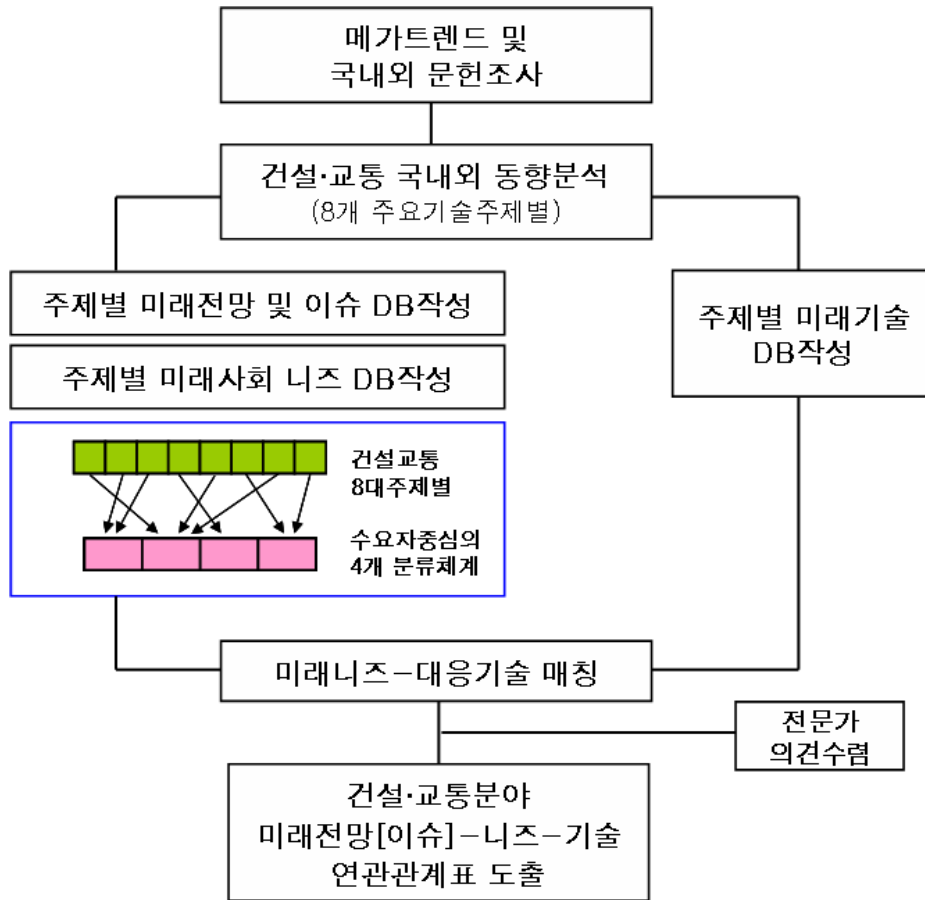 메가트렌드 및
국내외 문헌조사
건설·교통 국내외 동향분석
(8개 주요기술주제별)
주제별 미래전망 및 이슈 DB작성
주제별 미래사회 니즈 DB작성
주제별 미래기술
DB작성
건설교통
8대주제별
수요자중심의
4개 분류체계
미래니즈-대응기술 매칭
전문가
의견수렴
건설·교통분야
미래전망[이슈]-니즈-기술
연관관계표 도출